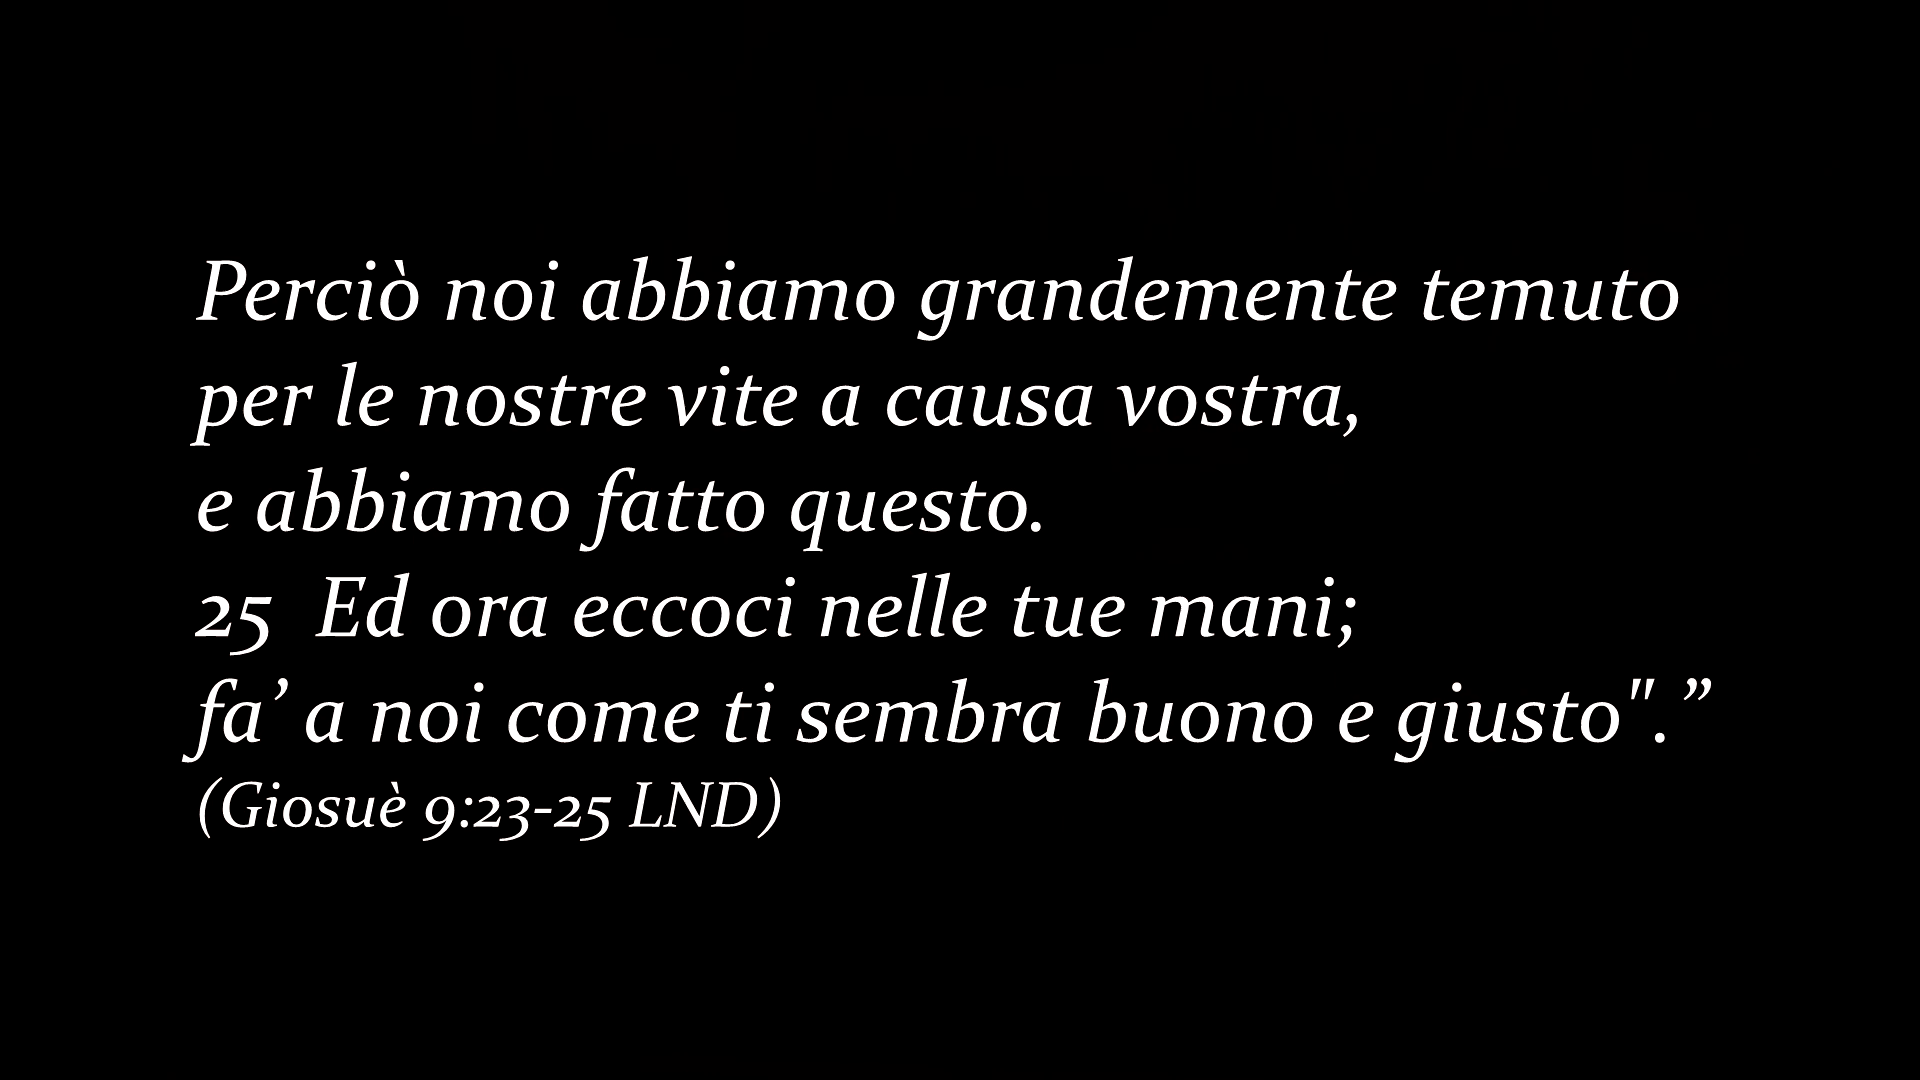 Perciò noi abbiamo grandemente temuto
per le nostre vite a causa vostra,
e abbiamo fatto questo.
25  Ed ora eccoci nelle tue mani;
fa’ a noi come ti sembra buono e giusto".”
(Giosuè 9:23-25 LND)